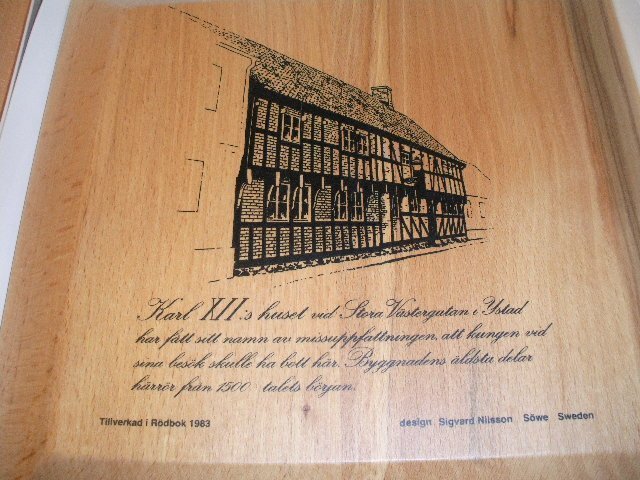 Karl XII:s huset vid Stora Västergatan i Ystad
har fått sitt namn av missuppfattningen, att kungen vid
sina besök skulle ha bott här. Byggnadens äldsta delar
härrör från 1500-talets början.
Tillverkad i Rödbok 1983
design Sigvard Nilsson Söwe Sweden